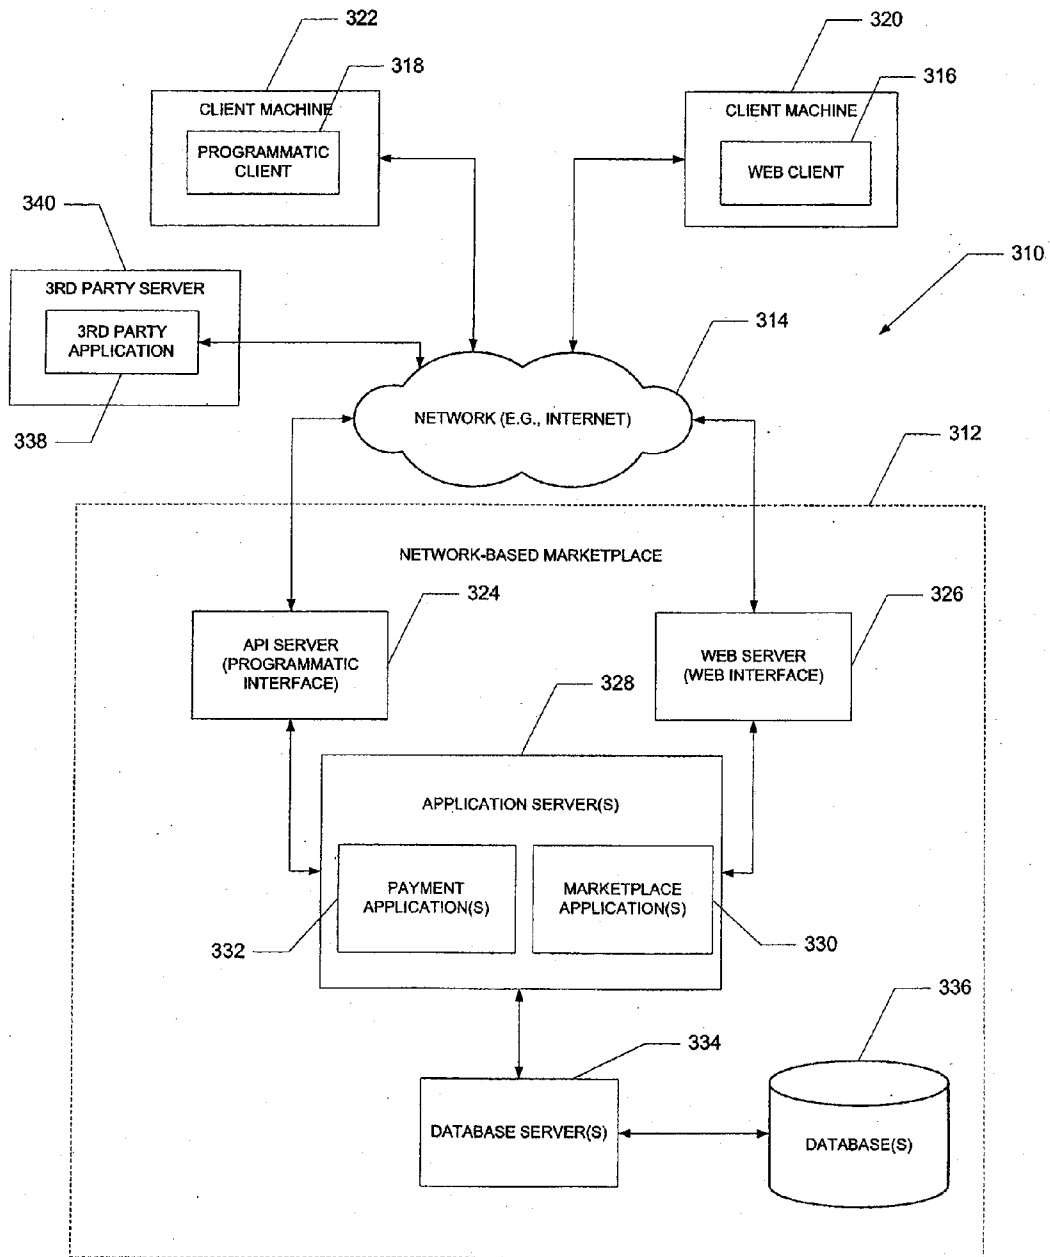 322
320
318
316
CLIENT MACHINE
PROGRAMMATIC
CLIENT
CLIENT MACHINE
WEB CLIENT
340
310
3RD PARTY SERVER
3RD PARTY
APPLICATION
314
338
NETWORK (E.G., INTERNET)
312
NETWORK-BASED MARKETPLACE
324
326
API SERVER
(PROGRAMMATIC
INTERFACE)
WEB SERVER
(WEB INTERFACE)
328
APPLICATION SERVER(S)
PAYMENT
APPLICATION(S)
MARKETPLACE
APPLICATION(S)
332
330
336
334
DATABASE SERVER(S)
DATABASE(S)